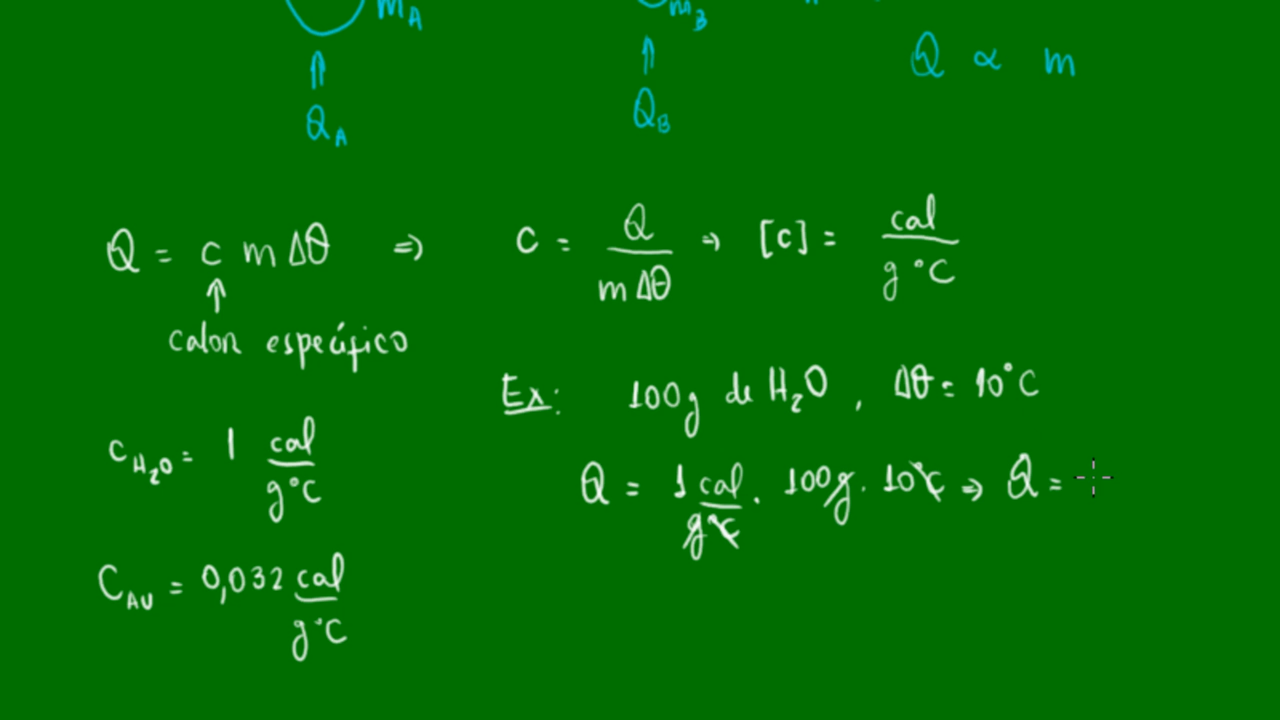 m_A
m_B
Q ∝ m
↑
↑
Q_A
Q_B
Q = c m Δθ ⇒ c = Q / (m Δθ) → [c] = cal / (g °C)
↑
calor específico
Ex: 100g de H₂O , Δθ = 10°C
c_H₂O = 1 cal / (g °C)
Q = 1 cal / (g °C) . 100g . 10°C ⇒ Q =
C_AU = 0,032 cal / (g °C)